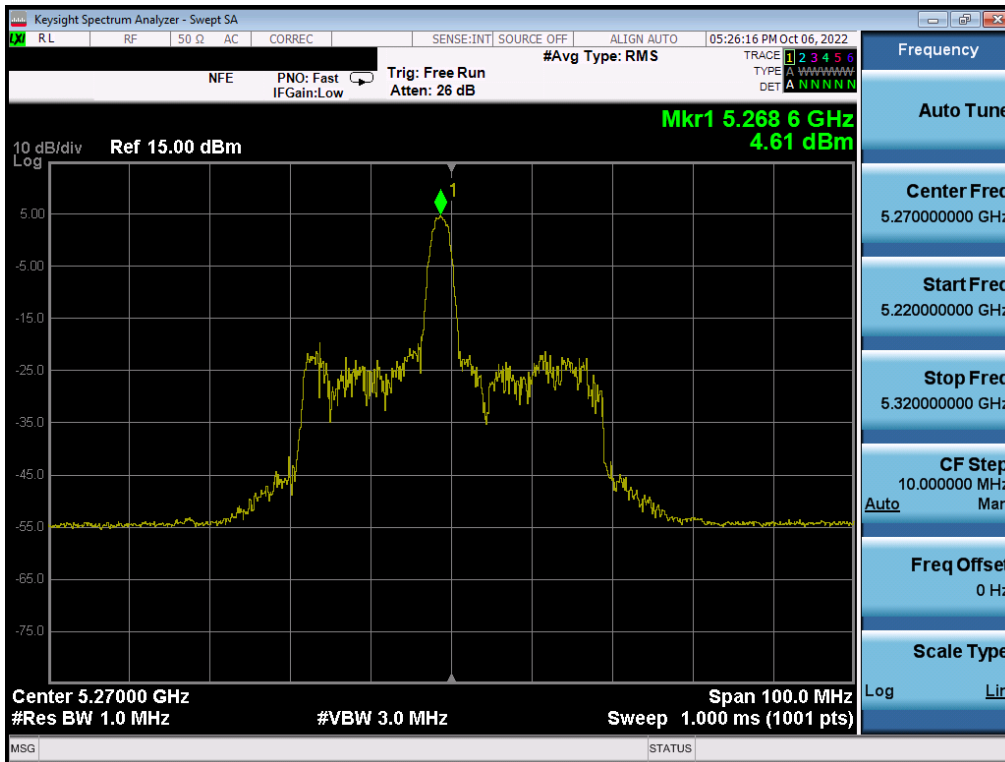 Keysight Spectrum Analyzer - Swept SA
LXI RL RF 50 Ω AC CORREC SENSE:INT SOURCE OFF ALIGN AUTO 05:26:16 PM Oct 06, 2022
NFE PNO: Fast Trig: Free Run #Avg Type: RMS TRACE 1 2 3 4 5 6
IFGain:Low Atten: 26 dB TYPE A WWWWW
DET A N N N N N
Mkr1 5.268 6 GHz
4.61 dBm
10 dB/div Ref 15.00 dBm
Log
1
5.00
-5.00
-15.0
-25.0
-35.0
-45.0
-55.0
-65.0
-75.0
Center 5.27000 GHz Span 100.0 MHz
#Res BW 1.0 MHz #VBW 3.0 MHz Sweep 1.000 ms (1001 pts)
MSG STATUS
Frequency
Auto Tune
Center Freq
5.270000000 GHz
Start Freq
5.220000000 GHz
Stop Freq
5.320000000 GHz
CF Step
10.000000 MHz
Auto Man
Freq Offset
0 Hz
Scale Type
Log Lin